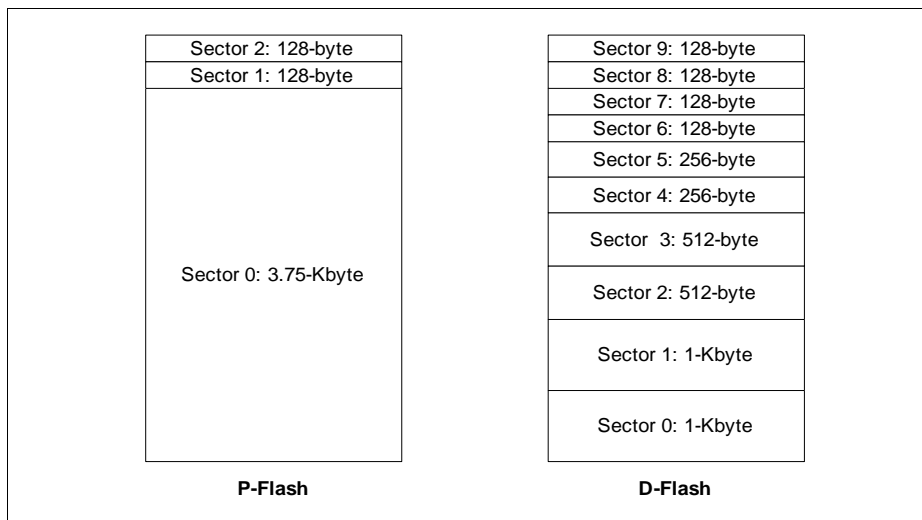 Sector 2: 128-byte
Sector 1: 128-byte
Sector 0: 3.75-Kbyte
P-Flash
Sector 9: 128-byte
Sector 8: 128-byte
Sector 7: 128-byte
Sector 6: 128-byte
Sector 5: 256-byte
Sector 4: 256-byte
Sector 3: 512-byte
Sector 2: 512-byte
Sector 1: 1-Kbyte
Sector 0: 1-Kbyte
D-Flash